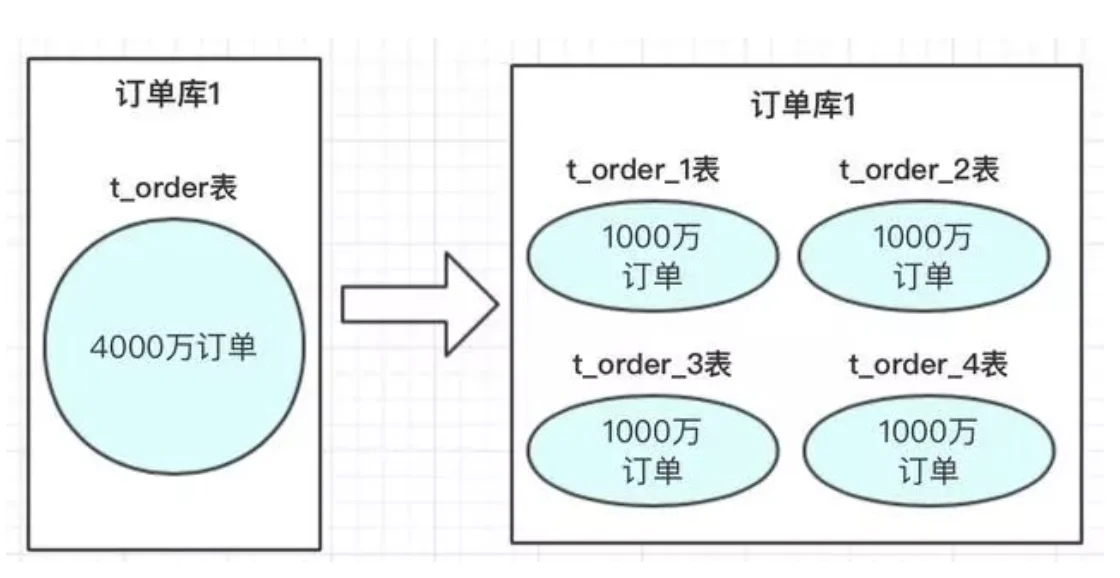 订单库1
t_order表
4000万订单
订单库1
t_order_1表
t_order_2表
1000万
订单
1000万
订单
t_order_3表
t_order_4表
1000万
订单
1000万
订单